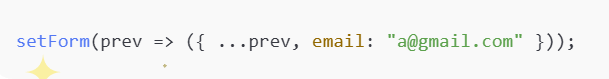 setForm(prev => ({ ...prev, email: "a@gmail.com" }));